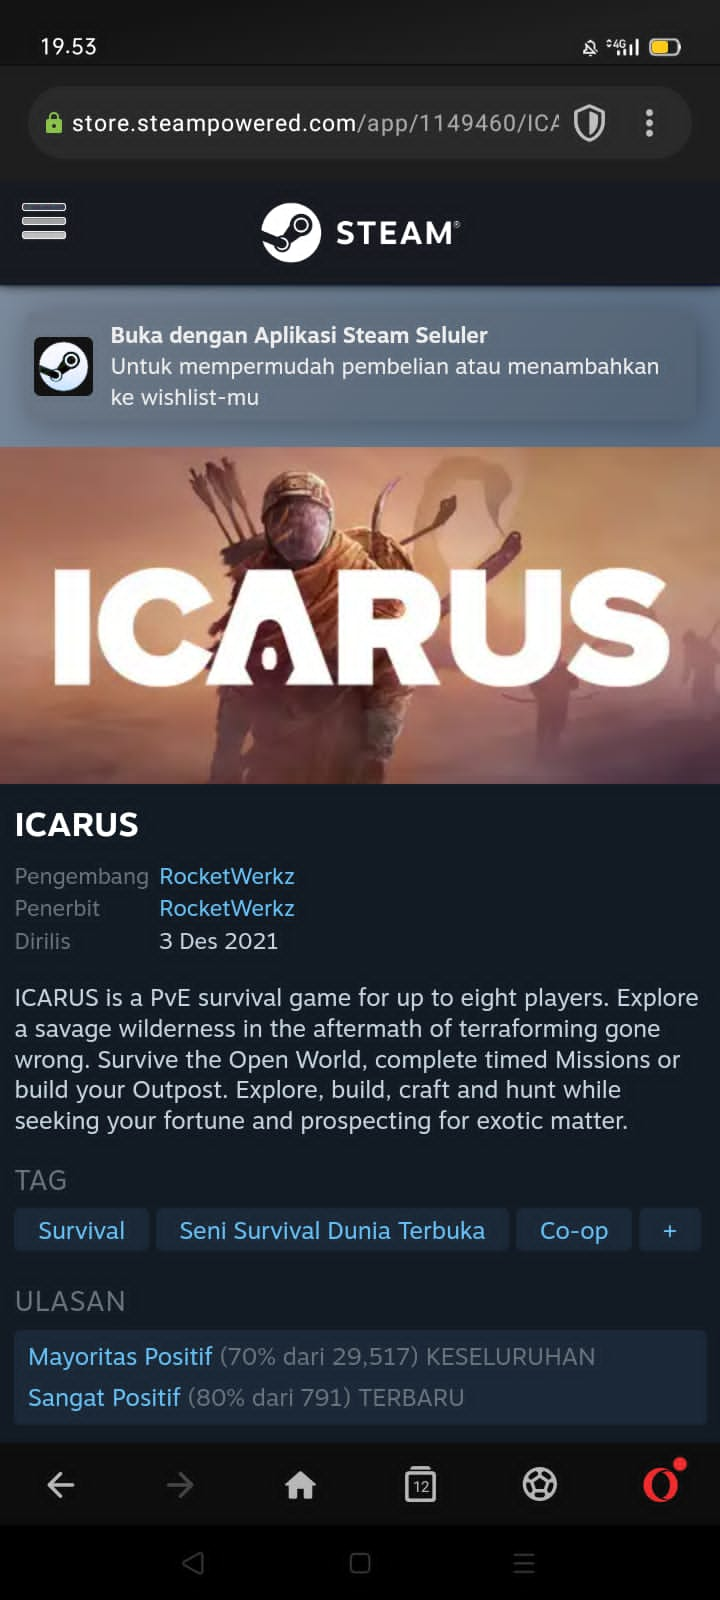 19.53
4G
store.steampowered.com/app/1149460/ICA
STEAM®
Buka dengan Aplikasi Steam Seluler
Untuk mempermudah pembelian atau menambahkan
ke wishlist-mu
ICARUS
ICARUS
Pengembang RocketWerkz
Penerbit RocketWerkz
Dirilis 3 Des 2021
ICARUS is a PvE survival game for up to eight players. Explore
a savage wilderness in the aftermath of terraforming gone
wrong. Survive the Open World, complete timed Missions or
build your Outpost. Explore, build, craft and hunt while
seeking your fortune and prospecting for exotic matter.
TAG
Survival Seni Survival Dunia Terbuka Co-op +
ULASAN
Mayoritas Positif (70% dari 29,517) KESELURUHAN
Sangat Positif (80% dari 791) TERBARU
12